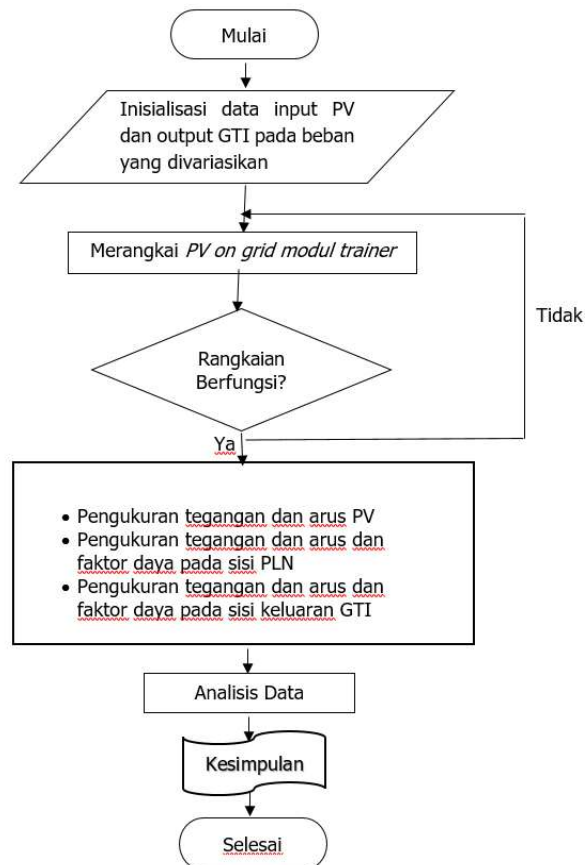 Mulai
Inisialisasi data input PV
dan output GTI pada beban
yang divariasikan
Merangkai PV on grid modul trainer
Tidak
Rangkaian
Berfungsi?
Ya
• Pengukuran tegangan dan arus PV
• Pengukuran tegangan dan arus dan
faktor daya pada sisi PLN
• Pengukuran tegangan dan arus dan
faktor daya pada sisi keluaran GTI
Analisis Data
Kesimpulan
Selesai